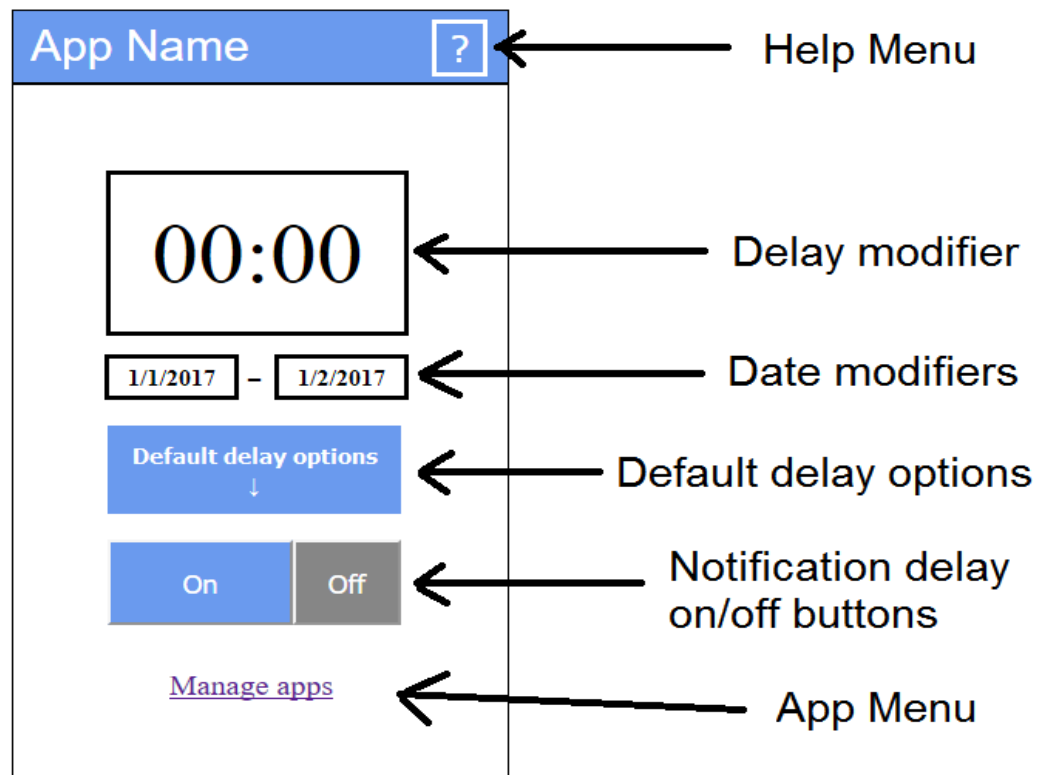 App Name
?
Help Menu
00:00
Delay modifier
1/1/2017 – 1/2/2017
Date modifiers
Default delay options
↓
Default delay options
On
Off
Notification delay
on/off buttons
Manage apps
App Menu